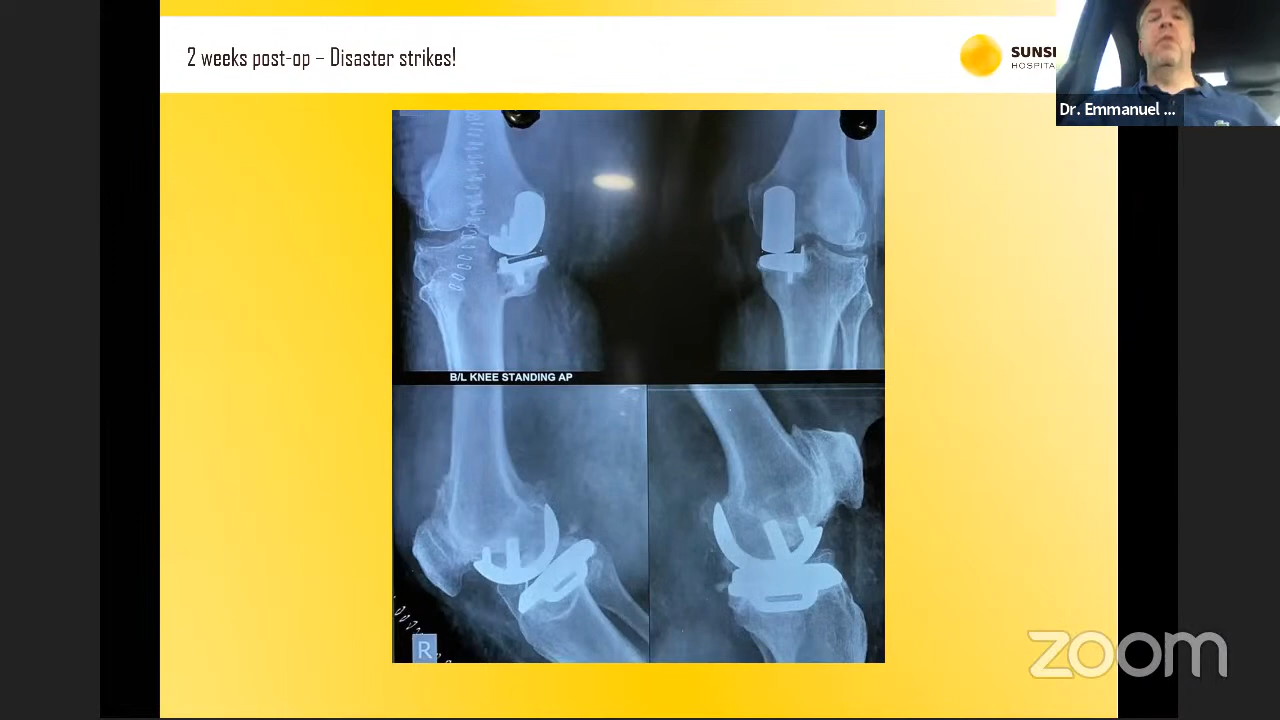 2 weeks post-op – Disaster strikes!
SUNSI
HOSPITA
Dr. Emmanuel ...
B/L KNEE STANDING AP
R
zoom